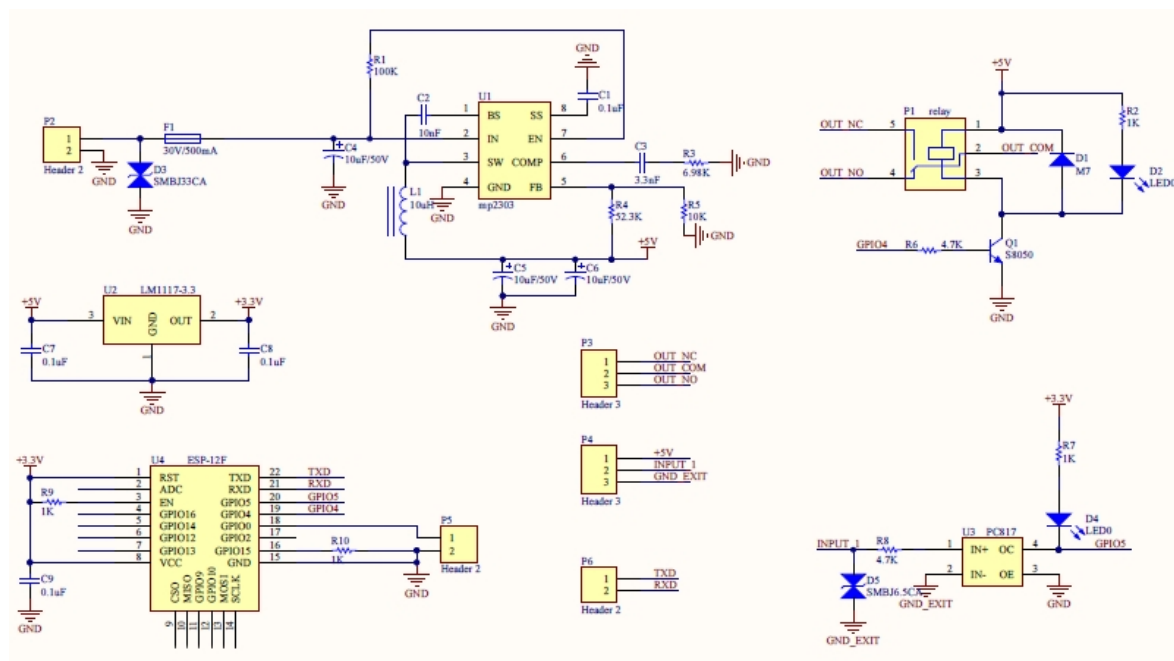 P2
1
2
Header 2
GND
F1
30V/500mA
D3
SMBJ33CA
GND
R1
100K
C4
10uF/50V
GND
C2
10nF
L1
10uH
GND
U1
1 BS SS 8
2 IN EN 7
3 SW COMP 6
4 GND FB 5
mp2303
GND
C1
0.1uF
C3
3.3nF
R3
6.98K
GND
R4
52.3K
R5
10K
GND
+5V
C5
10uF/50V
C6
10uF/50V
GND
+5V
P1 relay
OUT_NC 5 1
2 OUT_COM
OUT_NO 4 3
R2
1K
D1
M7
D2
LED0
GPIO4 R6 4.7K
Q1
S8050
GND
U2 LM1117-3.3
+5V
+3.3V
3 VIN GND OUT 2
1
C7
0.1uF
C8
0.1uF
GND
P3
1 OUT_NC
2 OUT_COM
3 OUT_NO
Header 3
P4
1 +5V
2 INPUT_1
3 GND_EXIT
Header 3
P6
1 TXD
2 RXD
Header 2
+3.3V
R9
1K
C9
0.1uF
GND
U4 ESP-12F
1 RST TXD 22 TXD
2 ADC RXD 21 RXD
3 EN GPIO5 20 GPIO5
4 GPIO16 GPIO4 19 GPIO4
5 GPIO14 GPIO0 18
6 GPIO12 GPIO2 17
7 GPIO13 GPIO15 16
8 VCC GND 15
CSO MISO GPIO9 GPIO10 MOSI SCLK
9 10 11 12 13 14
R10
1K
P5
1
2
Header 2
GND
+3.3V
R7
1K
D4
LED0
U3 PC817
INPUT_1 R8 4.7K
1 IN+ OC 4 GPIO5
2 IN- OE 3
D5
SMBJ6.5CA
GND_EXIT
GND
GND_EXIT